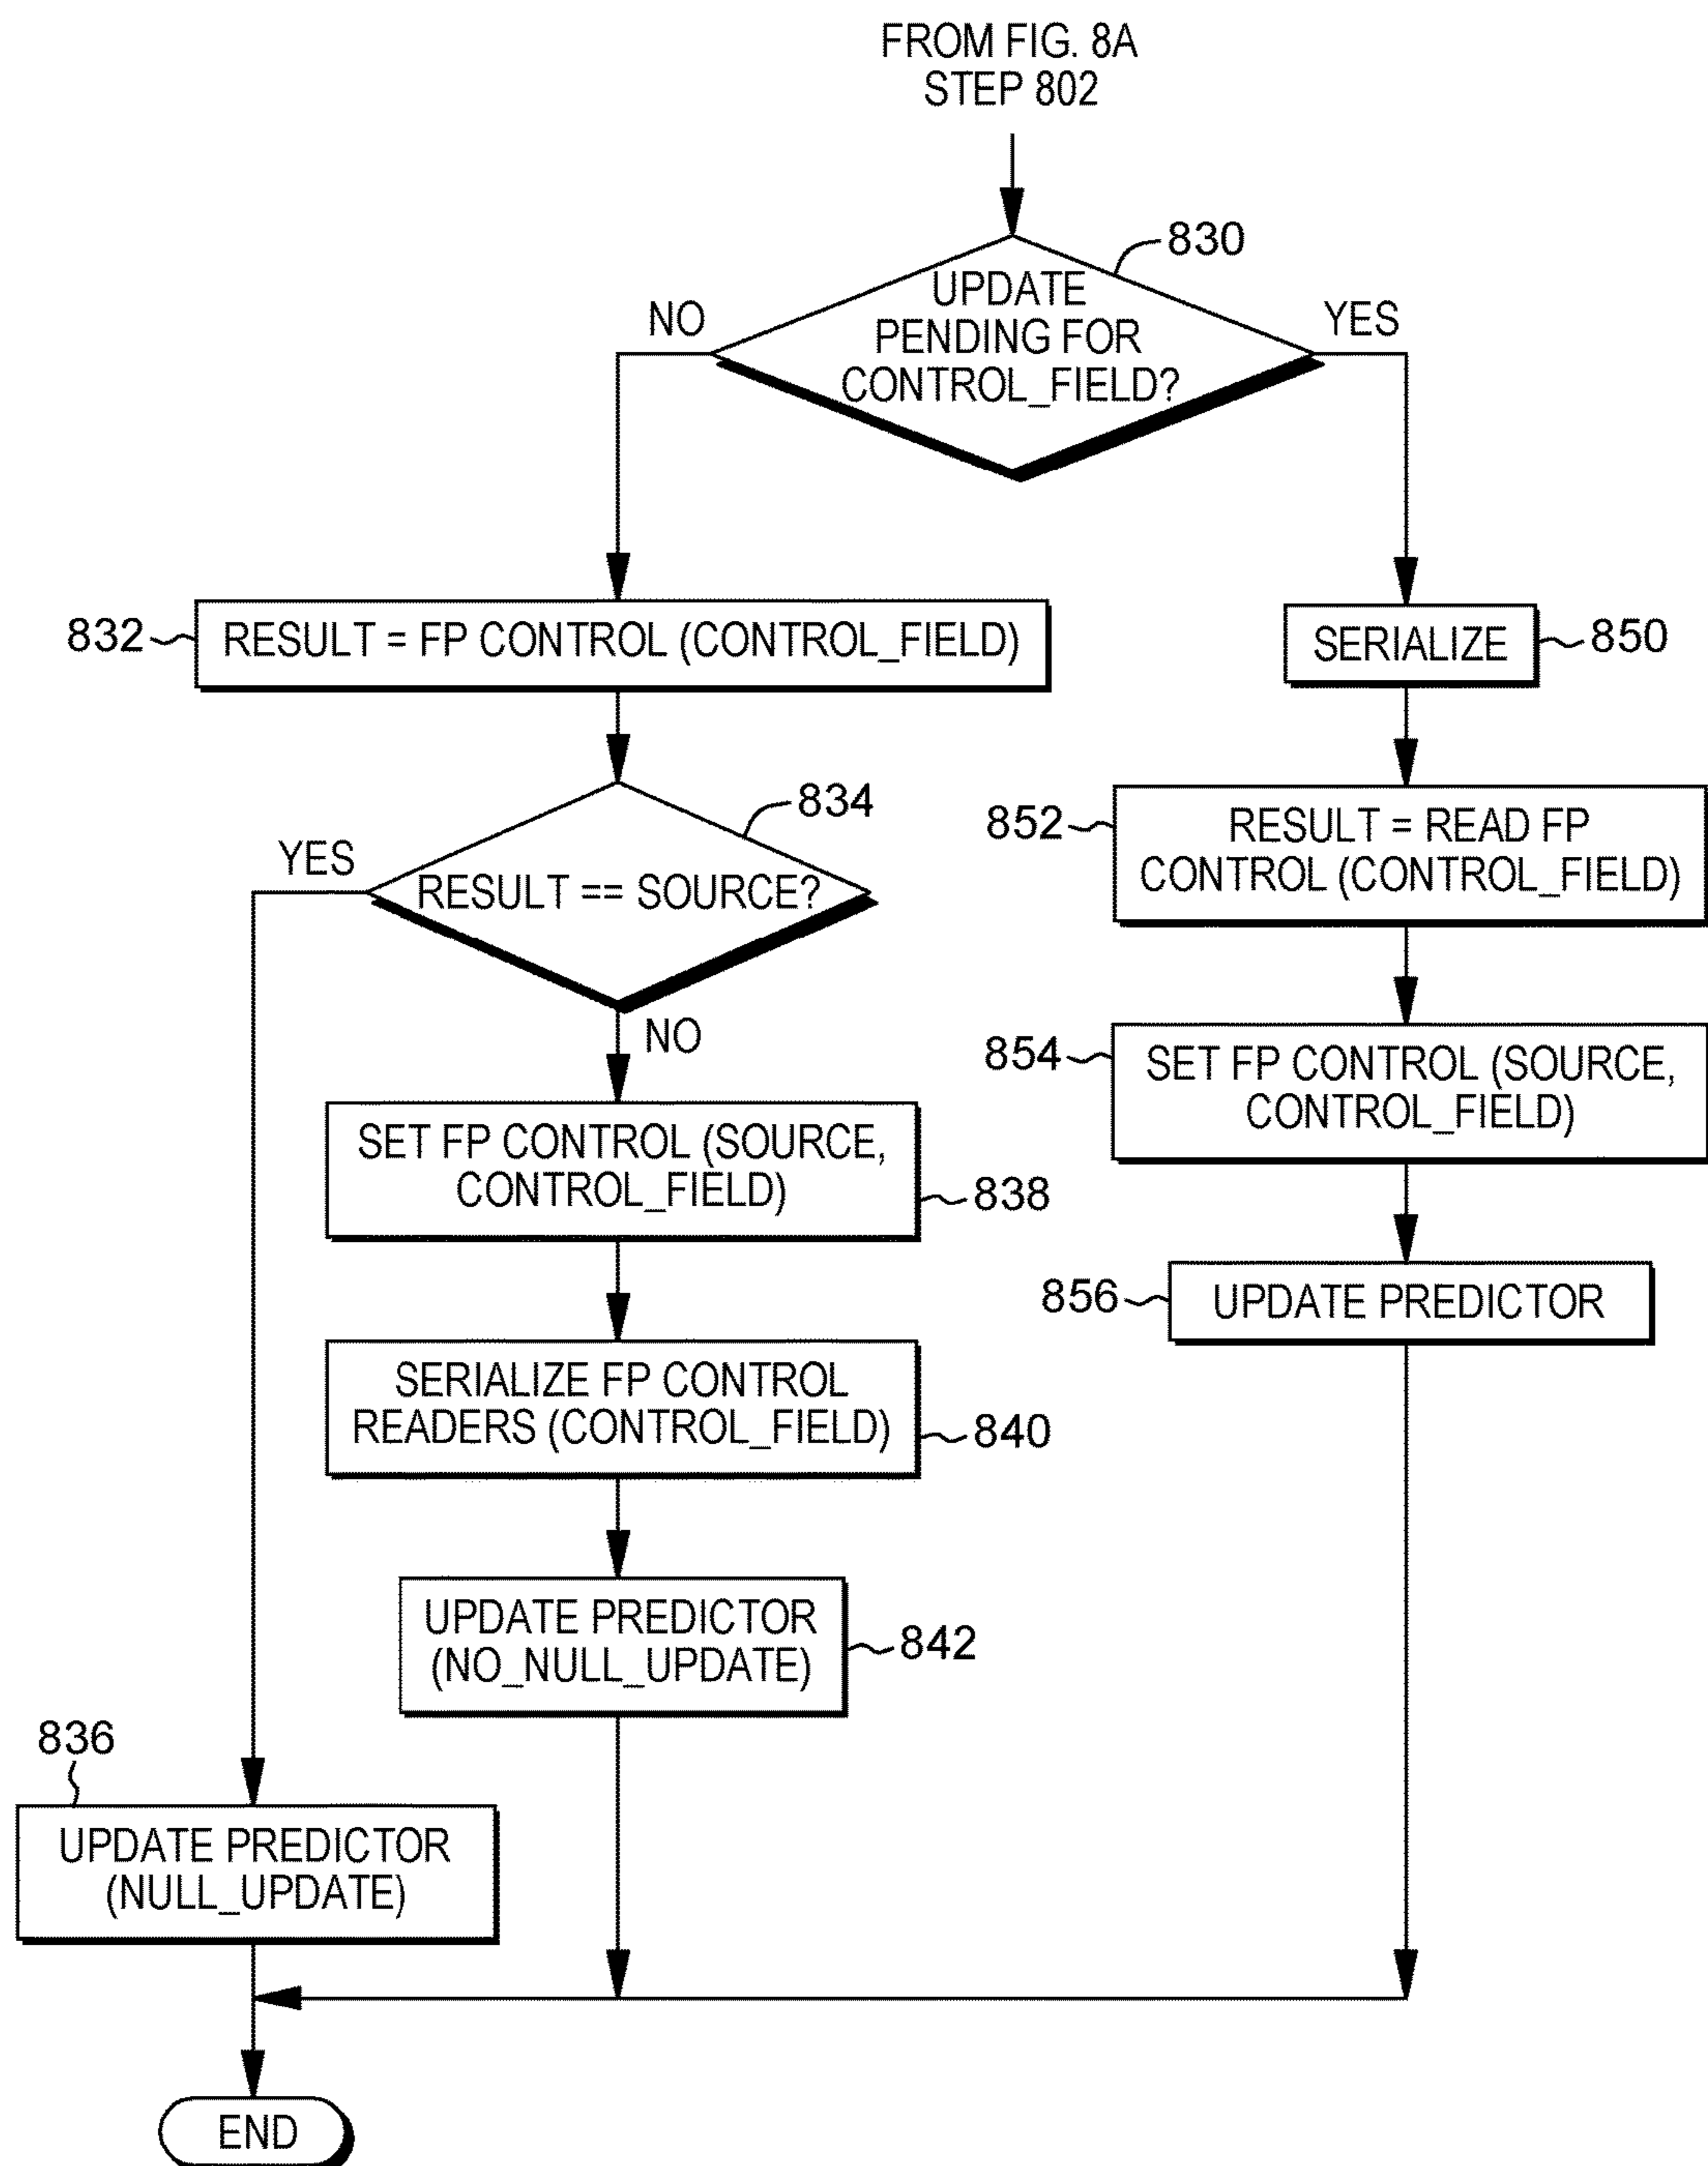 FROM FIG. 8A
STEP 802
830
UPDATE
PENDING FOR
CONTROL_FIELD?
NO
YES
832
RESULT = FP CONTROL (CONTROL_FIELD)
SERIALIZE
850
834
RESULT == SOURCE?
YES
NO
852
RESULT = READ FP
CONTROL (CONTROL_FIELD)
854
SET FP CONTROL (SOURCE,
CONTROL_FIELD)
SET FP CONTROL (SOURCE,
CONTROL_FIELD)
838
856
UPDATE PREDICTOR
SERIALIZE FP CONTROL
READERS (CONTROL_FIELD)
840
UPDATE PREDICTOR
(NO_NULL_UPDATE)
842
836
UPDATE PREDICTOR
(NULL_UPDATE)
END